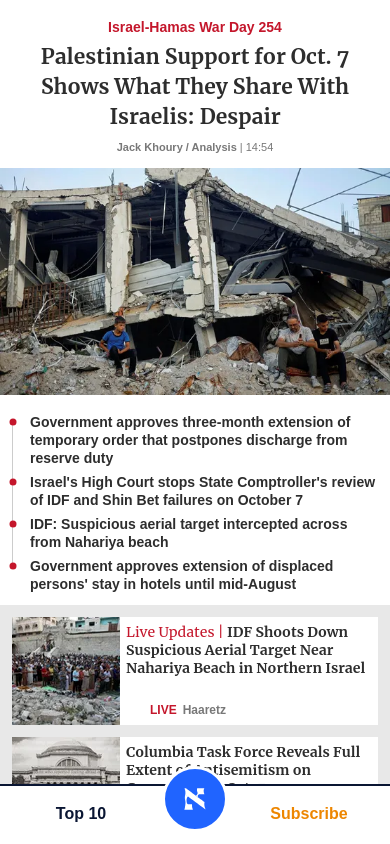 Israel-Hamas War Day 254
Palestinian Support for Oct. 7
Shows What They Share With
Israelis: Despair
Jack Khoury / Analysis | 14:54
Government approves three-month extension of
temporary order that postpones discharge from
reserve duty
Israel's High Court stops State Comptroller's review
of IDF and Shin Bet failures on October 7
IDF: Suspicious aerial target intercepted across
from Nahariya beach
Government approves extension of displaced
persons' stay in hotels until mid-August
Live Updates | IDF Shoots Down
Suspicious Aerial Target Near
Nahariya Beach in Northern Israel
LIVE Haaretz
Columbia Task Force Reveals Full
Extent of Antisemitism on
Top 10
Subscribe